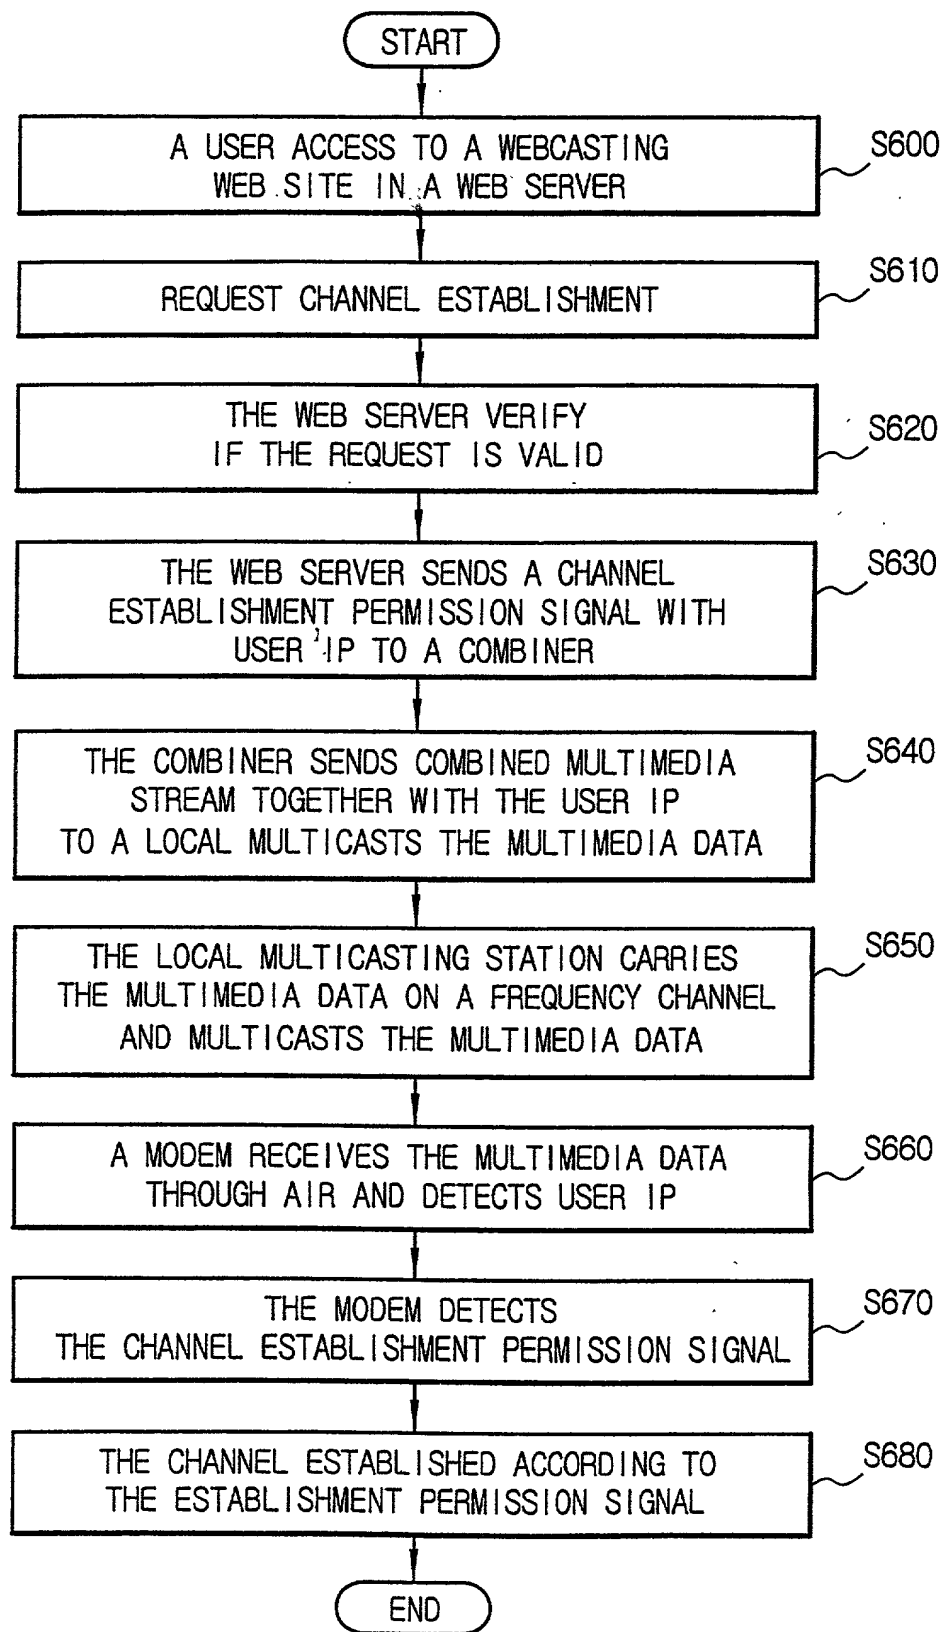 START
A USER ACCESS TO A WEBCASTING
WEB SITE IN A WEB SERVER
S600
REQUEST CHANNEL ESTABLISHMENT
S610
THE WEB SERVER VERIFY
IF THE REQUEST IS VALID
S620
THE WEB SERVER SENDS A CHANNEL
ESTABLISHMENT PERMISSION SIGNAL WITH
USER IP TO A COMBINER
S630
THE COMBINER SENDS COMBINED MULTIMEDIA
STREAM TOGETHER WITH THE USER IP
TO A LOCAL MULTICASTS THE MULTIMEDIA DATA
S640
THE LOCAL MULTICASTING STATION CARRIES
THE MULTIMEDIA DATA ON A FREQUENCY CHANNEL
AND MULTICASTS THE MULTIMEDIA DATA
S650
A MODEM RECEIVES THE MULTIMEDIA DATA
THROUGH AIR AND DETECTS USER IP
S660
THE MODEM DETECTS
THE CHANNEL ESTABLISHMENT PERMISSION SIGNAL
S670
THE CHANNEL ESTABLISHED ACCORDING TO
THE ESTABLISHMENT PERMISSION SIGNAL
S680
END